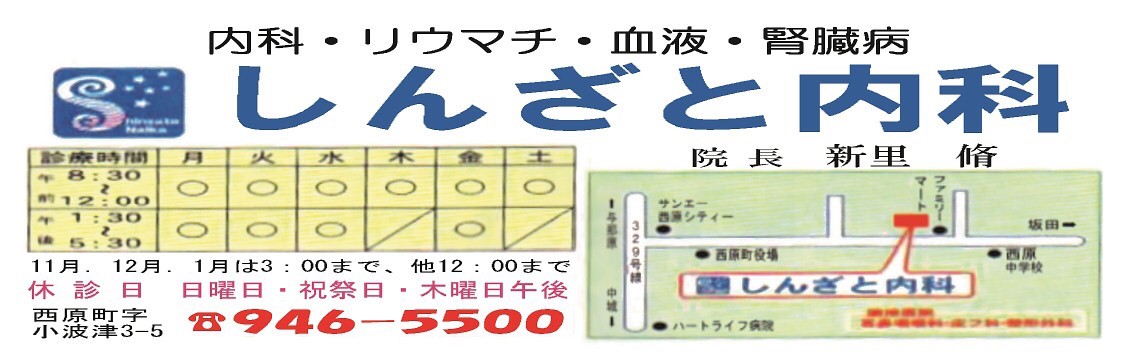 内科・リウマチ・血液・腎臓病
しんざと内科
Shinzato
Naika
院長 新里 脩
診療時間 月 火 水 木 金 土
午前 8:30〜12:00 ○ ○ ○ ○ ○ ○
午後 1:30〜5:30 ○ ○ ○ ／ ○ ／
11月．12月．1月は3：00まで、他12：00まで
休診日 日曜日・祝祭日・木曜日午後
西原町字
小波津3-5
☎946-5500
与那原
329号線
中城
サンエー
西原シティー
西原町役場
ファミリー
マート
坂田
西原
中学校
しんざと内科
ハートライフ病院